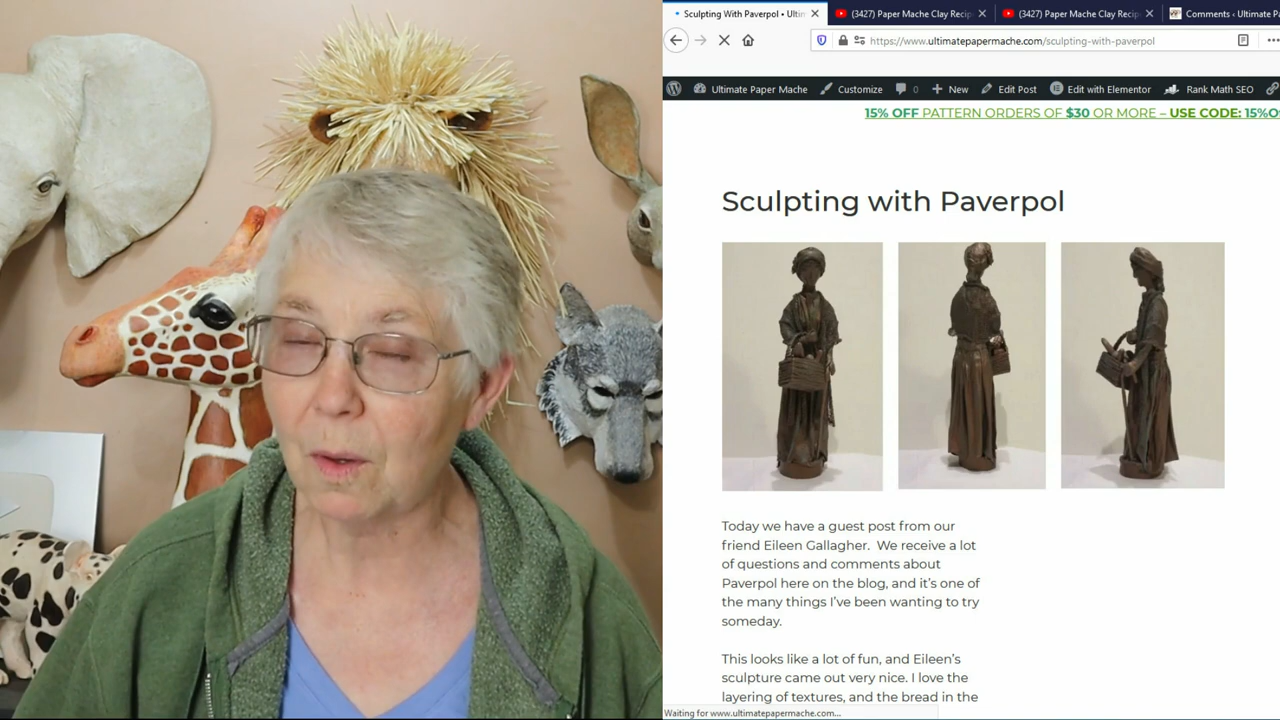 Sculpting With Paverpol • Ultim
(3427) Paper Mache Clay Recip
(3427) Paper Mache Clay Recip
Comments ‹ Ultimate P
https://www.ultimatepapermache.com/sculpting-with-paverpol
Ultimate Paper Mache
Customize
0
New
Edit Post
Edit with Elementor
Rank Math SEO
15% OFF PATTERN ORDERS OF $30 OR MORE – USE CODE: 15%O
Sculpting with Paverpol
Today we have a guest post from our
friend Eileen Gallagher. We receive a lot
of questions and comments about
Paverpol here on the blog, and it's one of
the many things I've been wanting to try
someday.
This looks like a lot of fun, and Eileen's
sculpture came out very nice. I love the
layering of textures, and the bread in the
Waiting for www.ultimatepapermache.com...